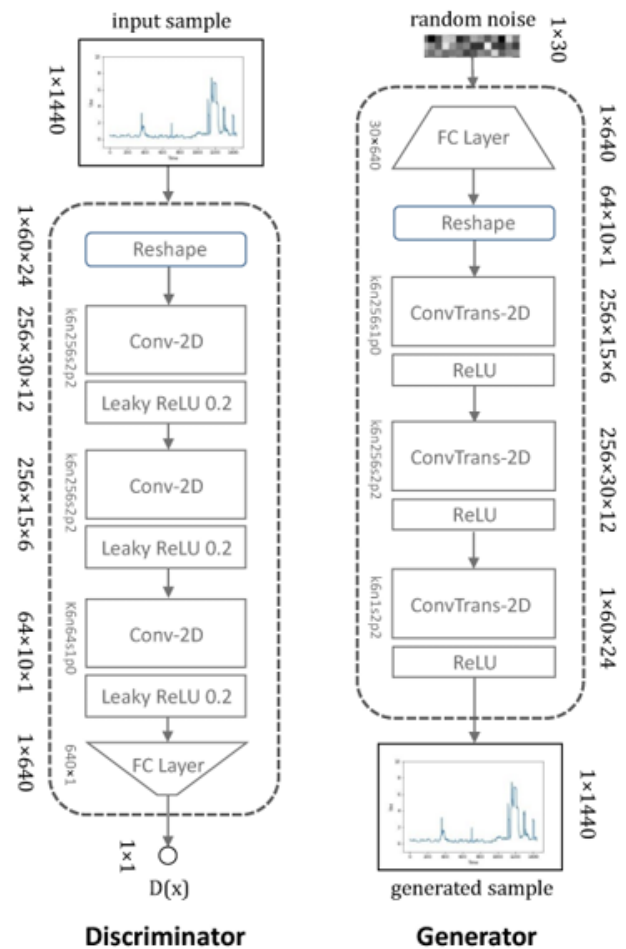 input sample
1×1440
1×60×24
Reshape
k6n256s2p2
Conv-2D
256×30×12
Leaky ReLU 0.2
k6n256s2p2
Conv-2D
256×15×6
Leaky ReLU 0.2
K6n64s1p0
Conv-2D
64×10×1
Leaky ReLU 0.2
640×1
FC Layer
1×640
1×1
D(x)
Discriminator
random noise
1×30
30×640
FC Layer
1×640
Reshape
64×10×1
k6n256s1p0
ConvTrans-2D
256×15×6
ReLU
k6n256s2p2
ConvTrans-2D
256×30×12
ReLU
k6n1s2p2
ConvTrans-2D
1×60×24
ReLU
1×1440
generated sample
Generator